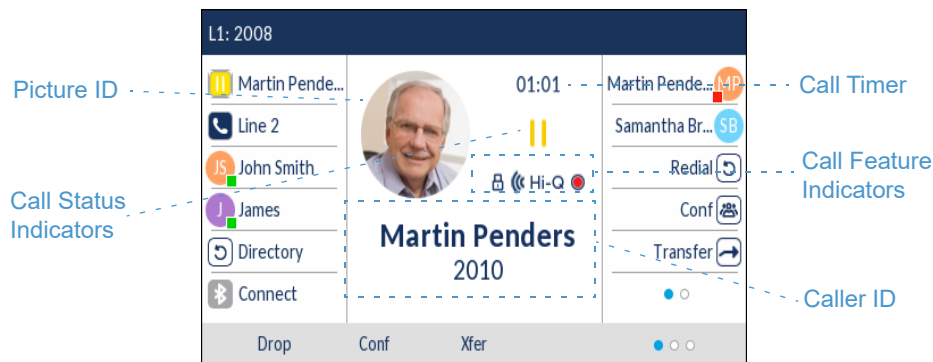 L1: 2008
Picture ID
Call Status
Indicators
Martin Pende...
Line 2
JS John Smith
J James
Directory
Connect
01:01
Hi-Q
Martin Penders
2010
Martin Pende... MP
Samantha Br... SB
Redial
Conf
Transfer
Call Timer
Call Feature
Indicators
Caller ID
Drop Conf Xfer